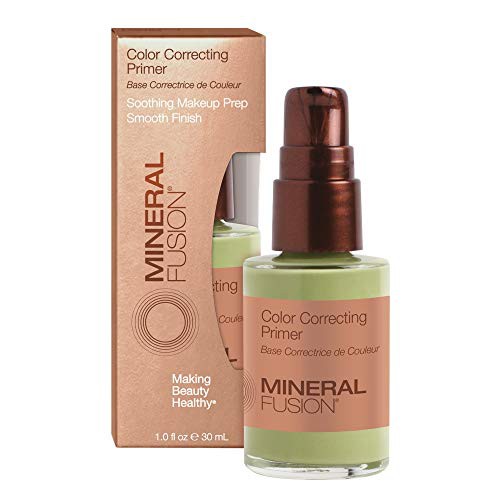 Color Correcting
Primer
Base Correctrice de Couleur
Soothing Makeup Prep
Smooth Finish
MINERAL
FUSION®
Making
Beauty
Healthy®
1.0 fl oz ℮ 30 mL
Color Correcting
Primer
Base Correctrice de Couleur
MINERAL
FUSION®